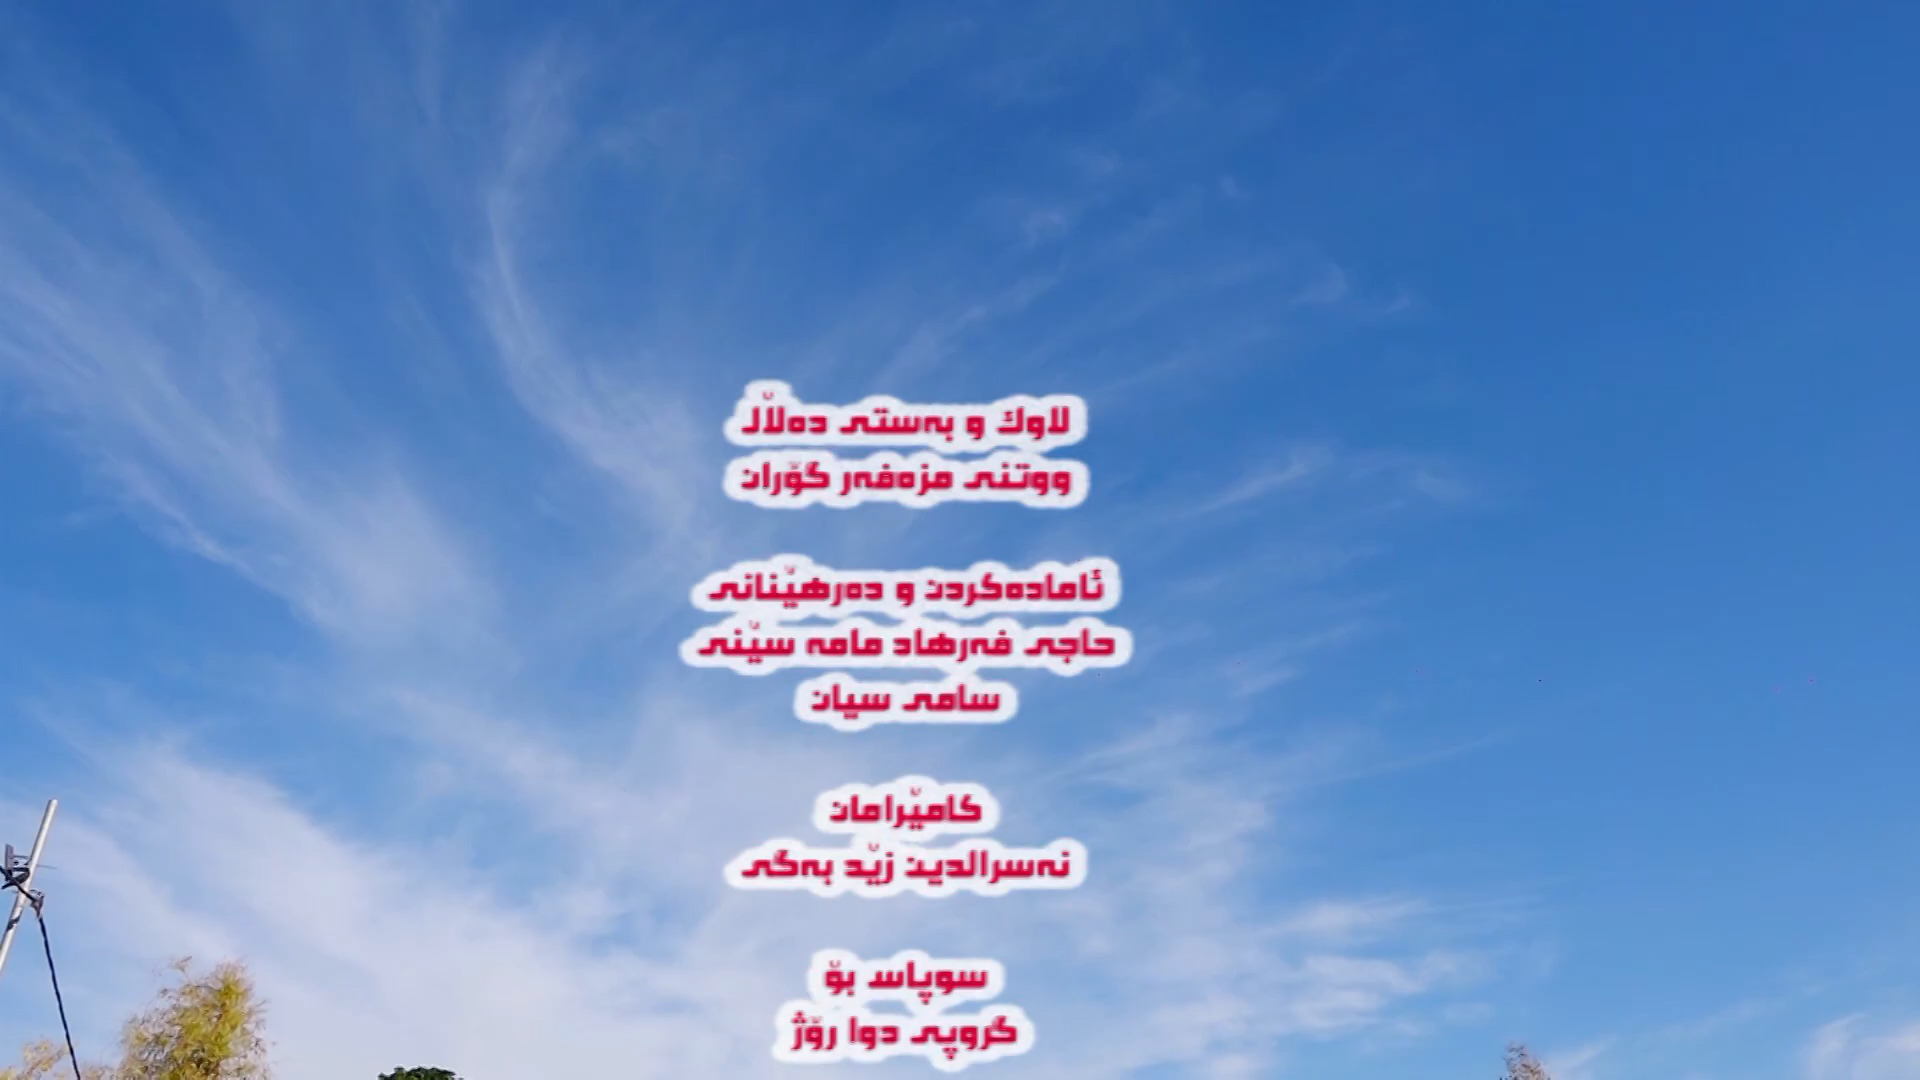 لاوك و بەستی دەلاڵ
ووتنی مزەفەر گۆران
ئامادەکردن و دەرهێنانی
حاجی فەرهاد مامە سێنی
سامی سیان
کامێرامان
نەسرالدین زێد بەگی
سوپاس بۆ
گروپی دوا رۆژ